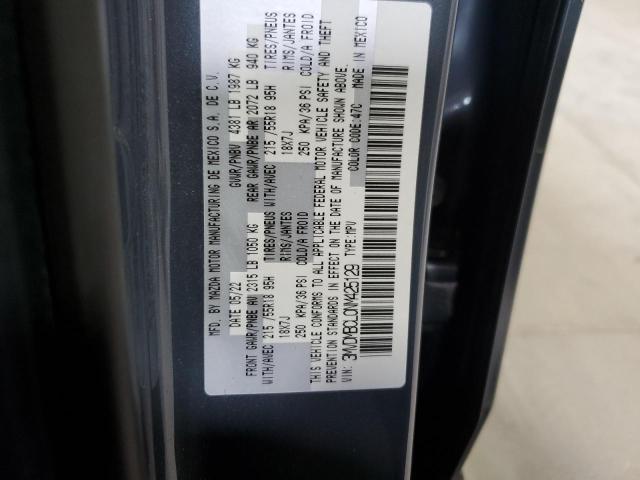 MFD. BY MAZDA MOTOR MANUFACTURING DE MEXICO S.A. DE C.V.
DATE 05/22 GVWR/PNBV 4381 LB 1987 KG
FRONT GAWR/PNBE AV 2315 LB 1050 KG REAR GAWR/PNBE AR 2072 LB 940 KG
WITH/AVEC 215 /55R18 95H TIRES/PNEUS WITH/AVEC 215 /55R18 95H TIRES/PNEUS
18X7J RIMS/JANTES 18X7J RIMS/JANTES
250 KPA/36 PSI COLD/A FROID 250 KPA/36 PSI COLD/A FROID
THIS VEHICLE CONFORMS TO ALL APPLICABLE FEDERAL MOTOR VEHICLE SAFETY AND THEFT
PREVENTION STANDARDS IN EFFECT ON THE DATE OF MANUFACTURE SHOWN ABOVE.
COLOR CODE:47C MADE IN MEXICO
VIN: 3MVDMBCL0NM425129 TYPE:MPV